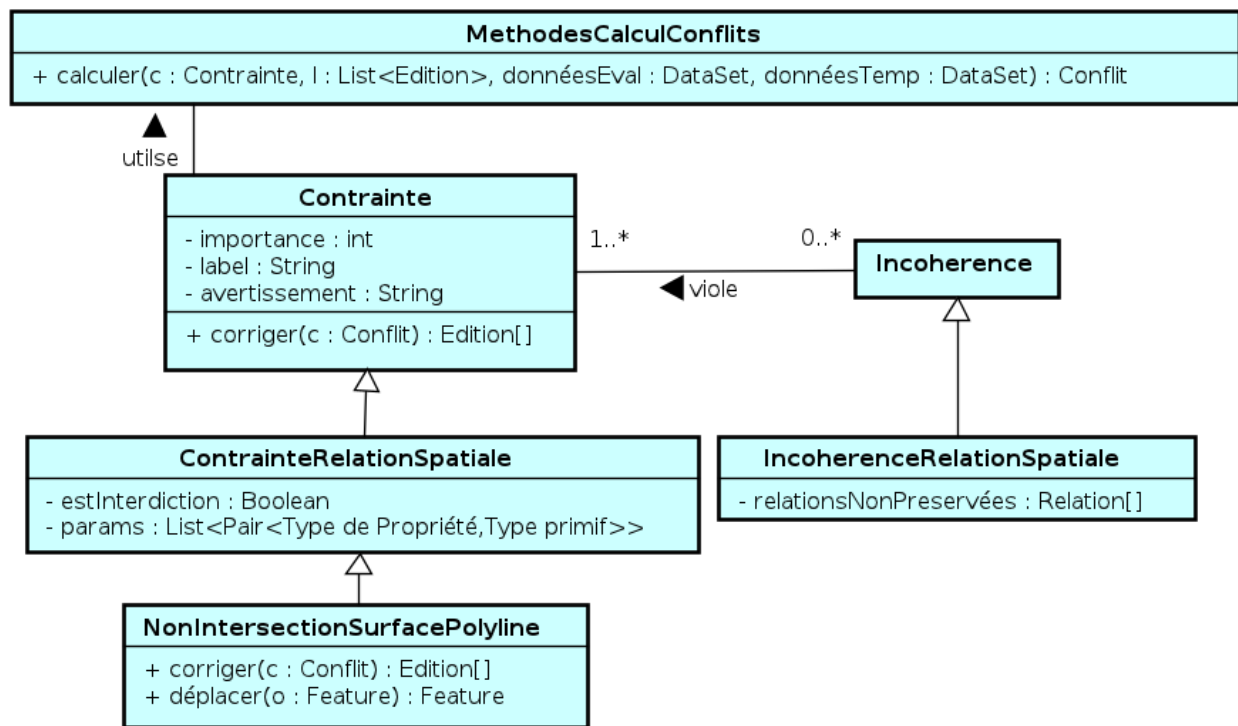 MethodesCalculConflits
+ calculer(c : Contrainte, l : List<Edition>, donnéesEval : DataSet, donnéesTemp : DataSet) : Conflit
utilse
Contrainte
- importance : int
- label : String
- avertissement : String
+ corriger(c : Conflit) : Edition[]
1..*
0..*
viole
Incoherence
ContrainteRelationSpatiale
- estInterdiction : Boolean
- params : List<Pair<Type de Propriété,Type primif>>
IncoherenceRelationSpatiale
- relationsNonPreservées : Relation[]
NonIntersectionSurfacePolyline
+ corriger(c : Conflit) : Edition[]
+ déplacer(o : Feature) : Feature